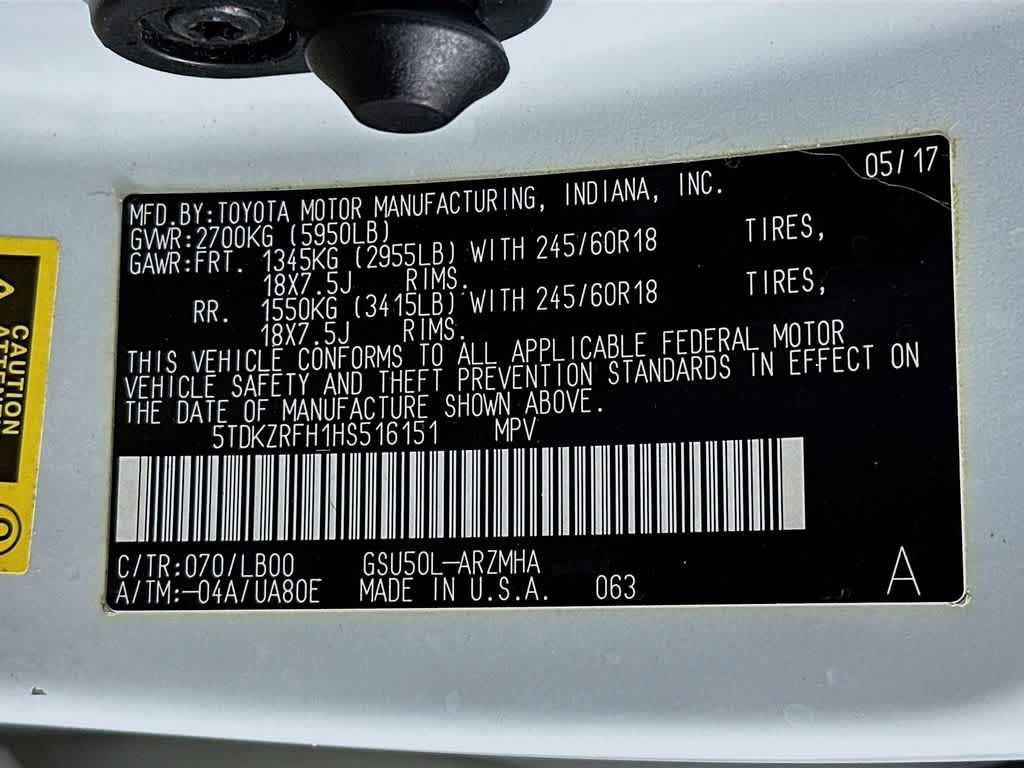 05/17
MFD.BY:TOYOTA MOTOR MANUFACTURING, INDIANA, INC.
GVWR:2700KG (5950LB)
GAWR:FRT. 1345KG (2955LB) WITH 245/60R18 TIRES,
18X7.5J RIMS.
RR. 1550KG (3415LB) WITH 245/60R18 TIRES,
18X7.5J RIMS.
THIS VEHICLE CONFORMS TO ALL APPLICABLE FEDERAL MOTOR
VEHICLE SAFETY AND THEFT PREVENTION STANDARDS IN EFFECT ON
THE DATE OF MANUFACTURE SHOWN ABOVE.
5TDKZRFH1HS516151 MPV
C/TR:070/LB00 GSU50L-ARZMHA
A/TM:-04A/UA80E MADE IN U.S.A. 063 A
CAUTION